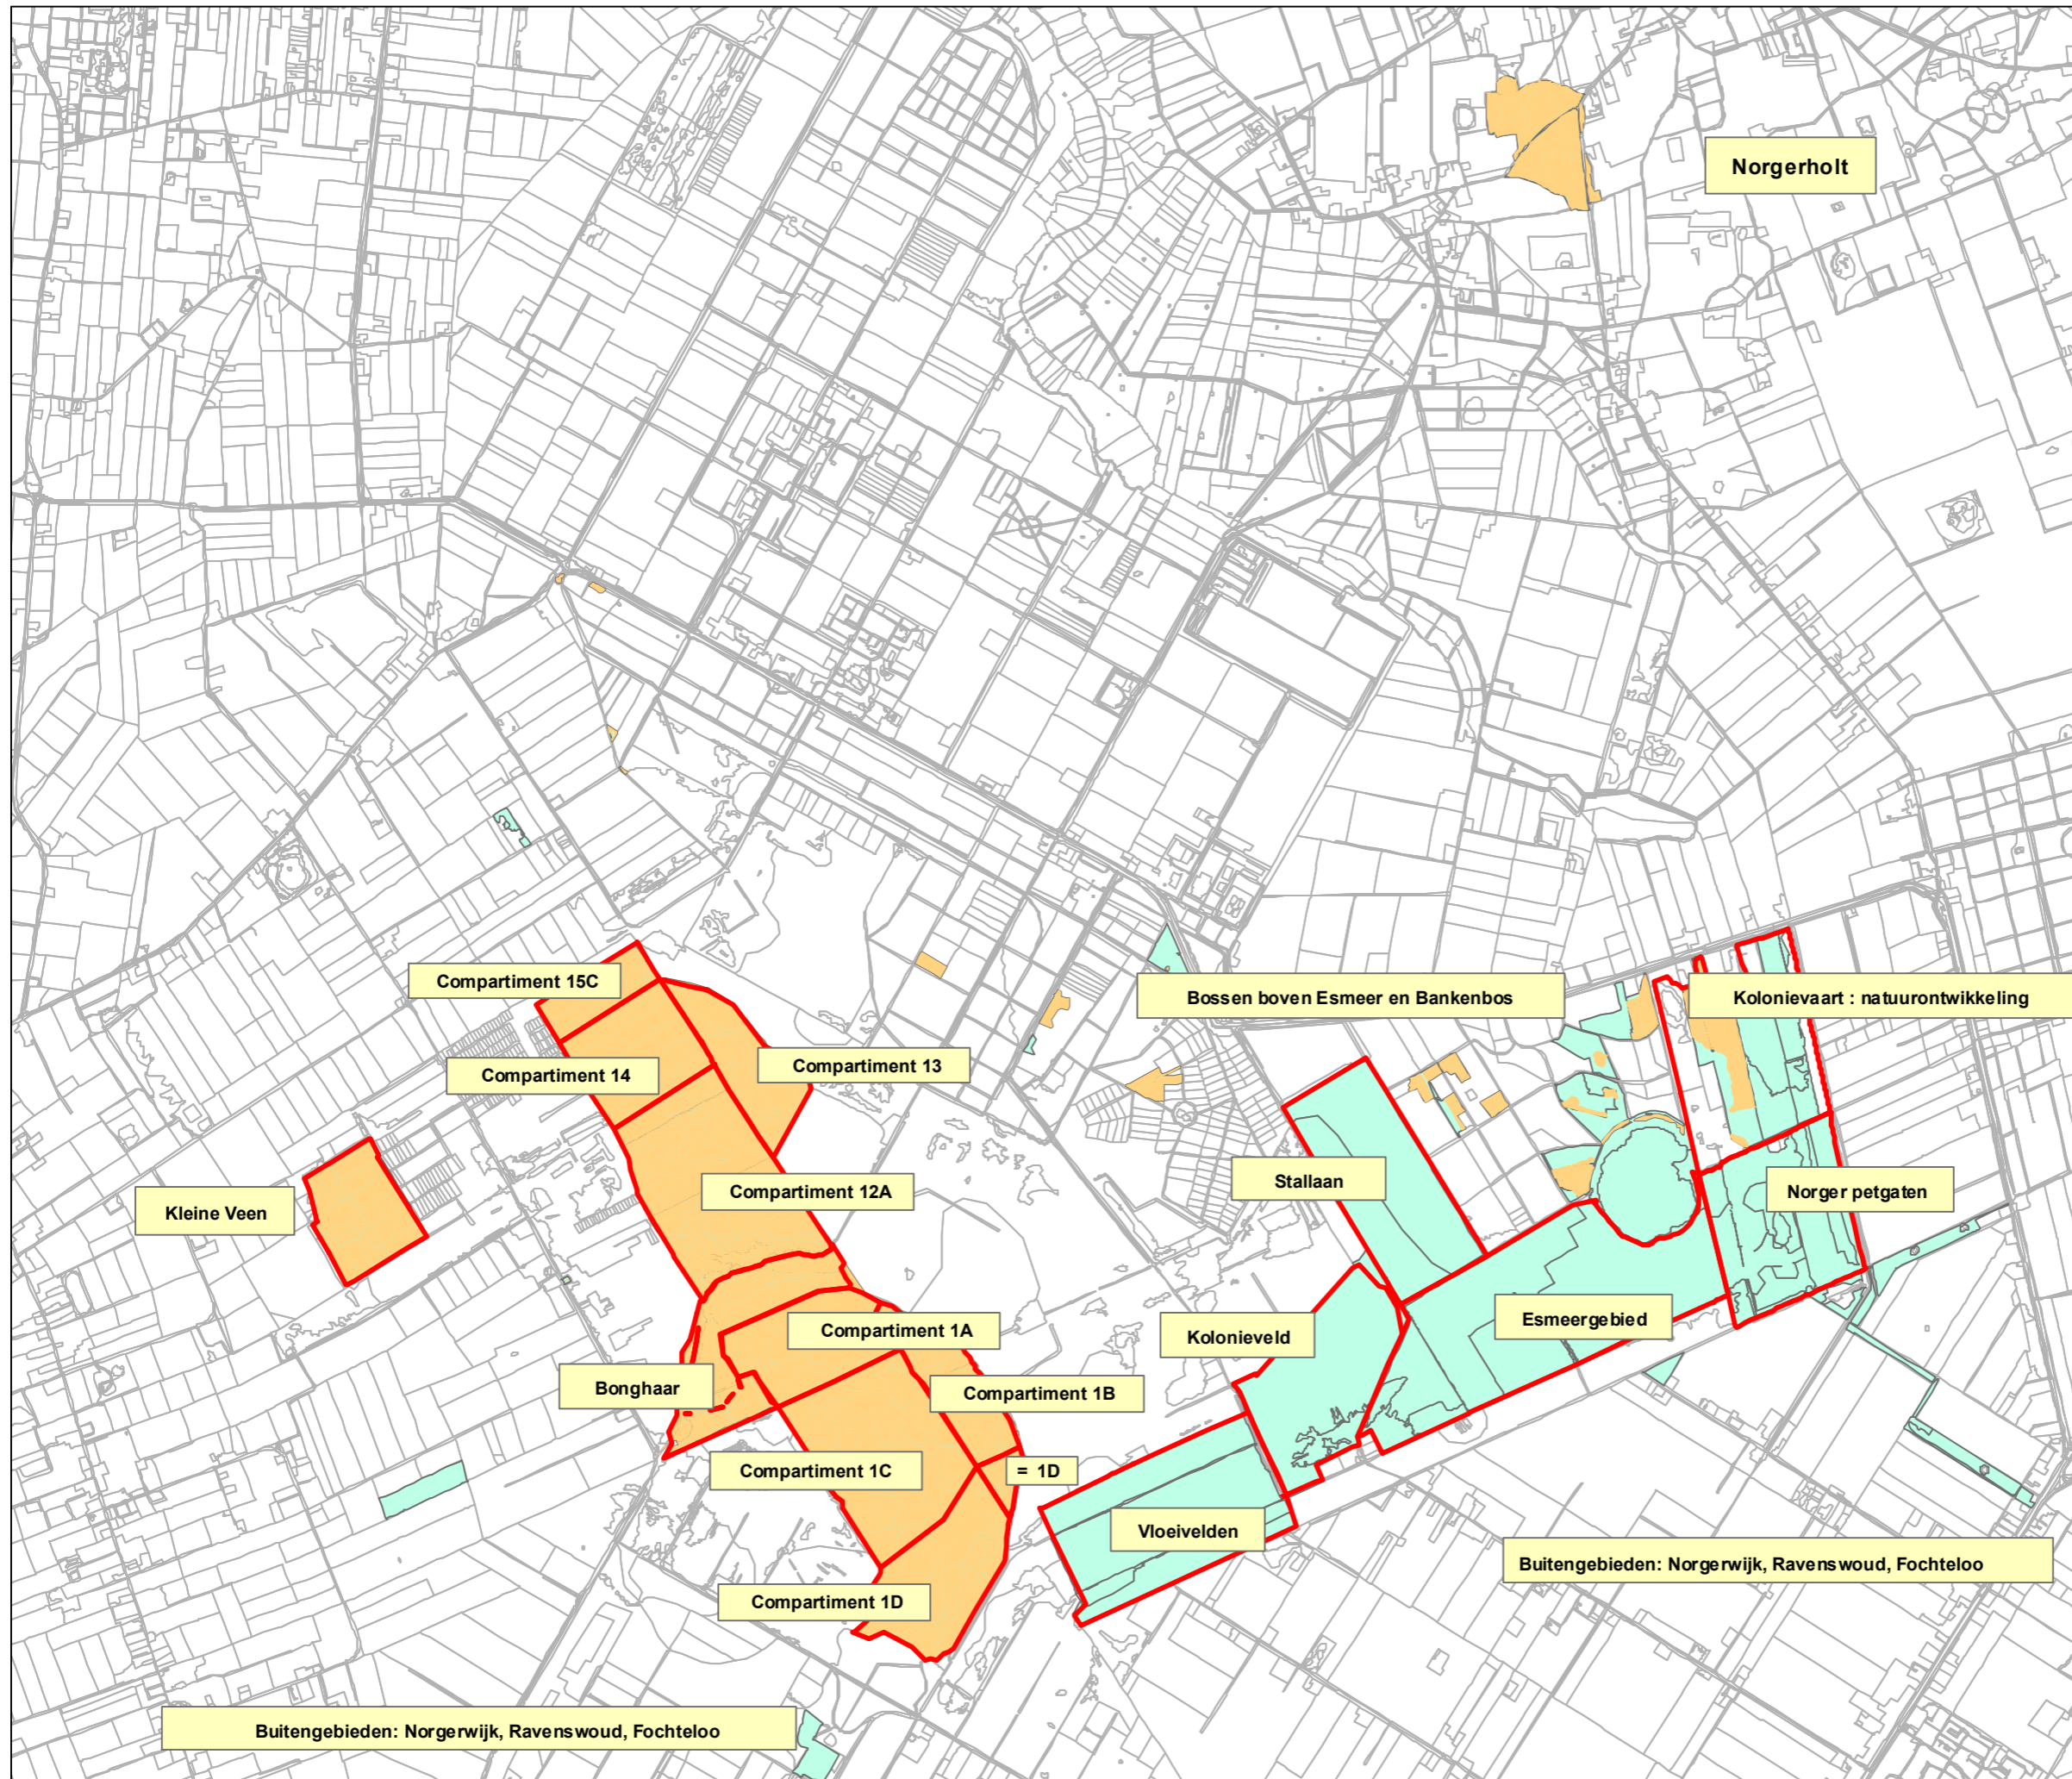 Norgerholt
Compartiment 15C
Bossen boven Esmeer en Bankenbos
Kolonievaart : natuurontwikkeling
Compartiment 14
Compartiment 13
Stallaan
Compartiment 12A
Norger petgaten
Kleine Veen
Esmeergebied
Compartiment 1A
Kolonieveld
Bonghaar
Compartiment 1B
Compartiment 1C
= 1D
Vloeivelden
Buitengebieden: Norgerwijk, Ravenswoud, Fochteloo
Compartiment 1D
Buitengebieden: Norgerwijk, Ravenswoud, Fochteloo